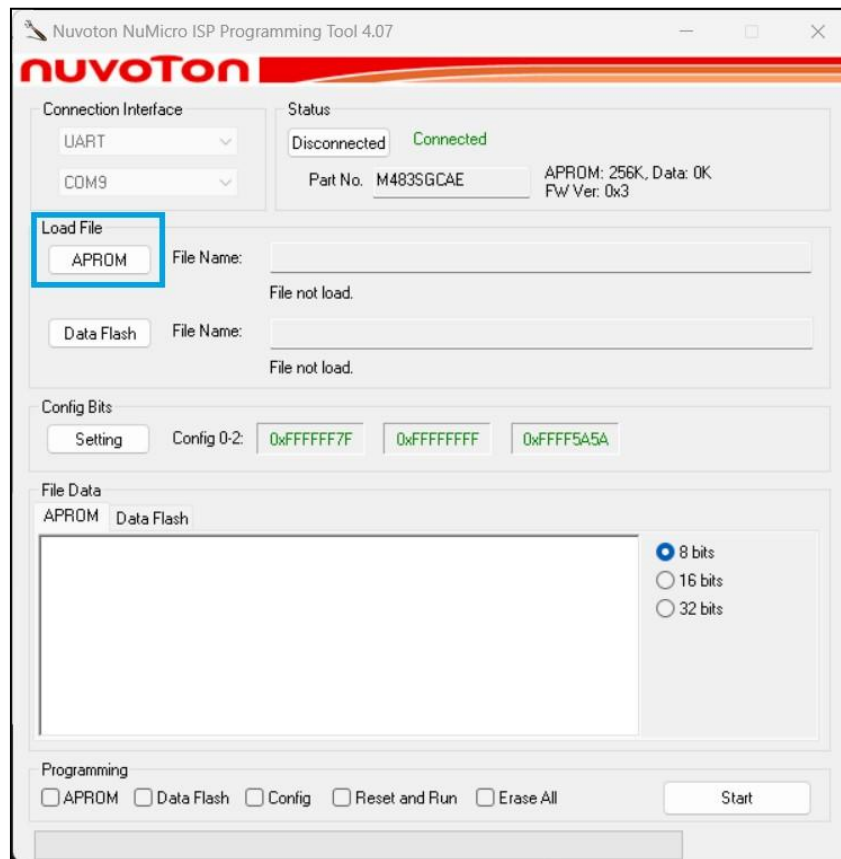 Nuvoton NuMicro ISP Programming Tool 4.07
nuvoTon
Connection Interface
UART
COM9
Status
Disconnected Connected
Part No. M483SGCAE APROM: 256K, Data: 0K
FW Ver: 0x3
Load File
APROM File Name:
File not load.
Data Flash File Name:
File not load.
Config Bits
Setting Config 0-2: 0xFFFFFF7F 0xFFFFFFFF 0xFFFF5A5A
File Data
APROM Data Flash
8 bits
16 bits
32 bits
Programming
APROM Data Flash Config Reset and Run Erase All Start